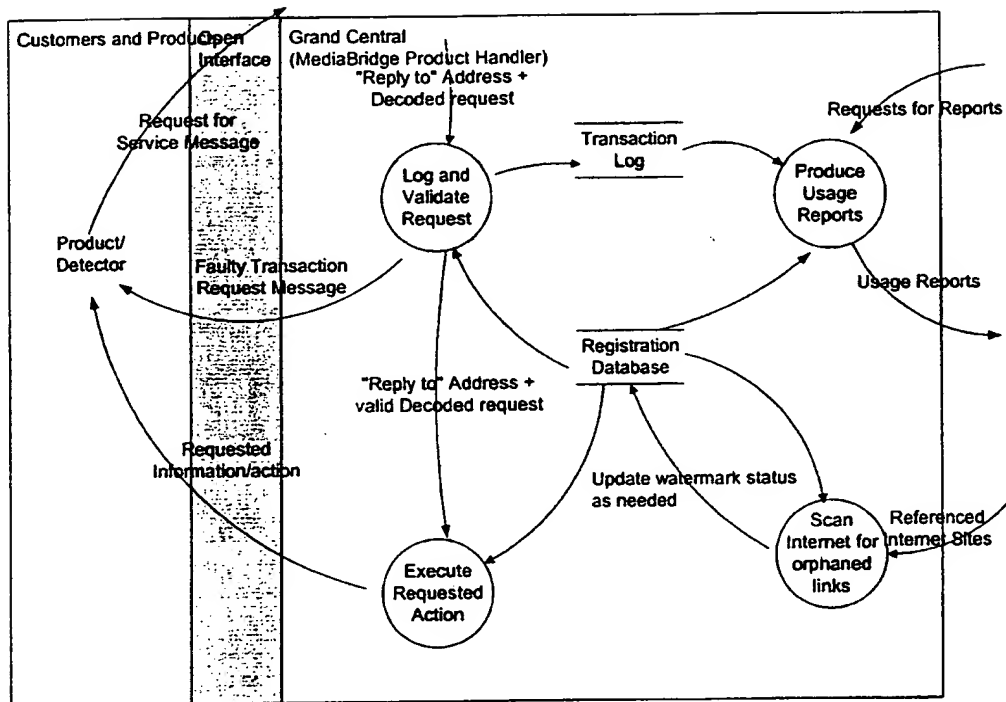 Customers and Products
Open
Interface
Grand Central
(MediaBridge Product Handler)
"Reply to" Address +
Decoded request
Request for
Service Message
Requests for Reports
Transaction
Log
Log and
Validate
Request
Produce
Usage
Reports
Product/
Detector
Faulty Transaction
Request Message
Usage Reports
Registration
Database
"Reply to" Address +
valid Decoded request
Requested
Information/action
Update watermark status
as needed
Scan
Internet for
orphaned
links
Referenced
Internet Sites
Execute
Requested
Action